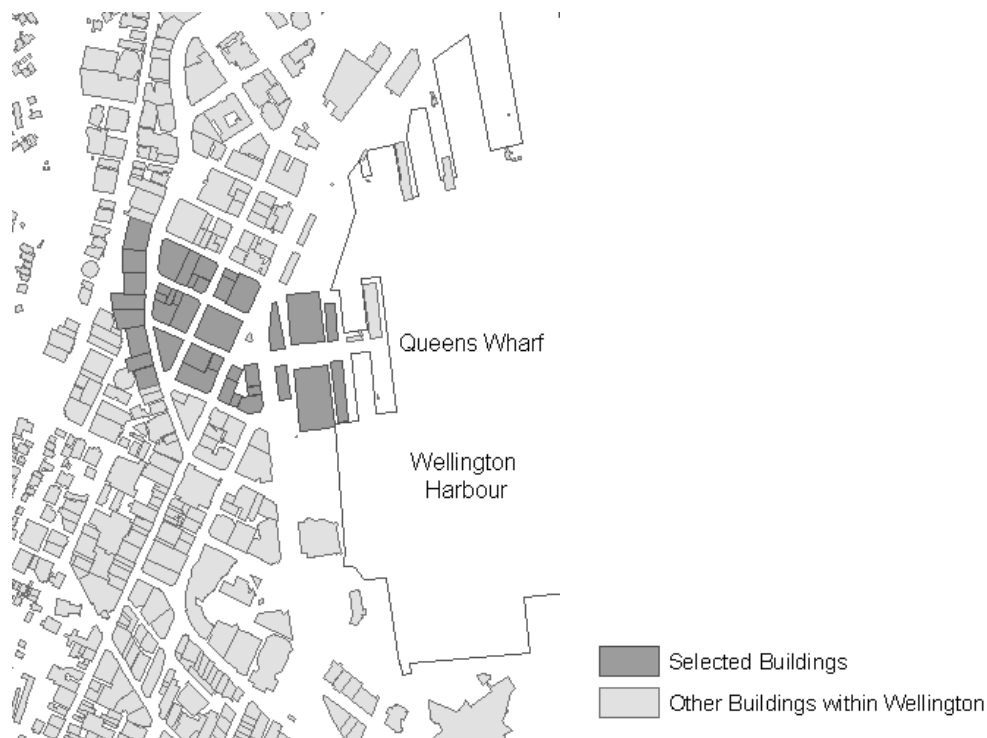 Queens Wharf
Wellington
Harbour
Selected Buildings
Other Buildings within Wellington